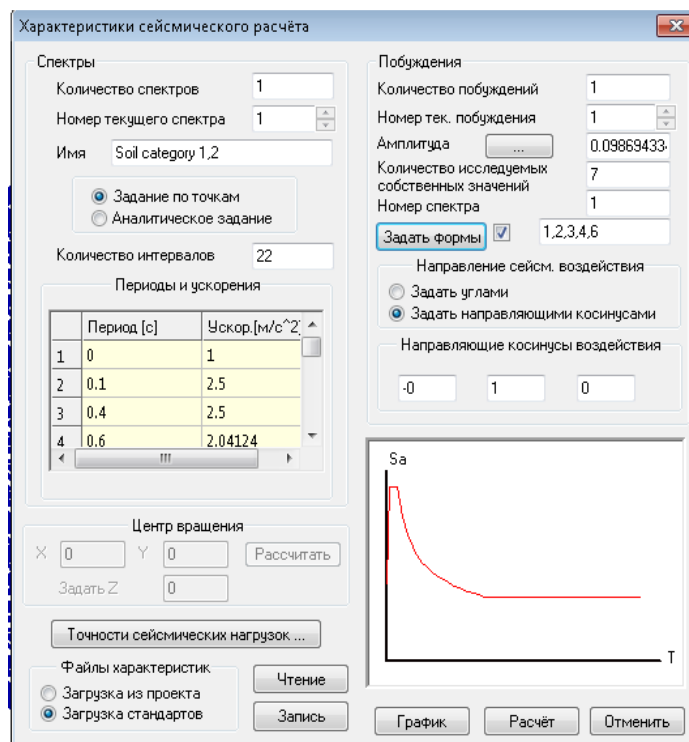 Характеристики сейсмического расчёта
Спектры
Количество спектров 1
Номер текущего спектра 1
Имя Soil category 1,2
Задание по точкам
Аналитическое задание
Количество интервалов 22
Периоды и ускорения
Период [с] Ускор.[м/с^2]
1 0 1
2 0.1 2.5
3 0.4 2.5
4 0.6 2.04124
Центр вращения
X 0 Y 0 Рассчитать
Задать Z 0
Точности сейсмических нагрузок ...
Файлы характеристик
Загрузка из проекта
Загрузка стандартов
Чтение
Запись
Побуждения
Количество побуждений 1
Номер тек. побуждения 1
Амплитуда ... 0.09869433
Количество исследуемых
собственных значений 7
Номер спектра 1
Задать формы 1,2,3,4,6
Направление сейсм. воздействия
Задать углами
Задать направляющими косинусами
Направляющие косинусы воздействия
-0 1 0
Sa
T
График Расчёт Отменить